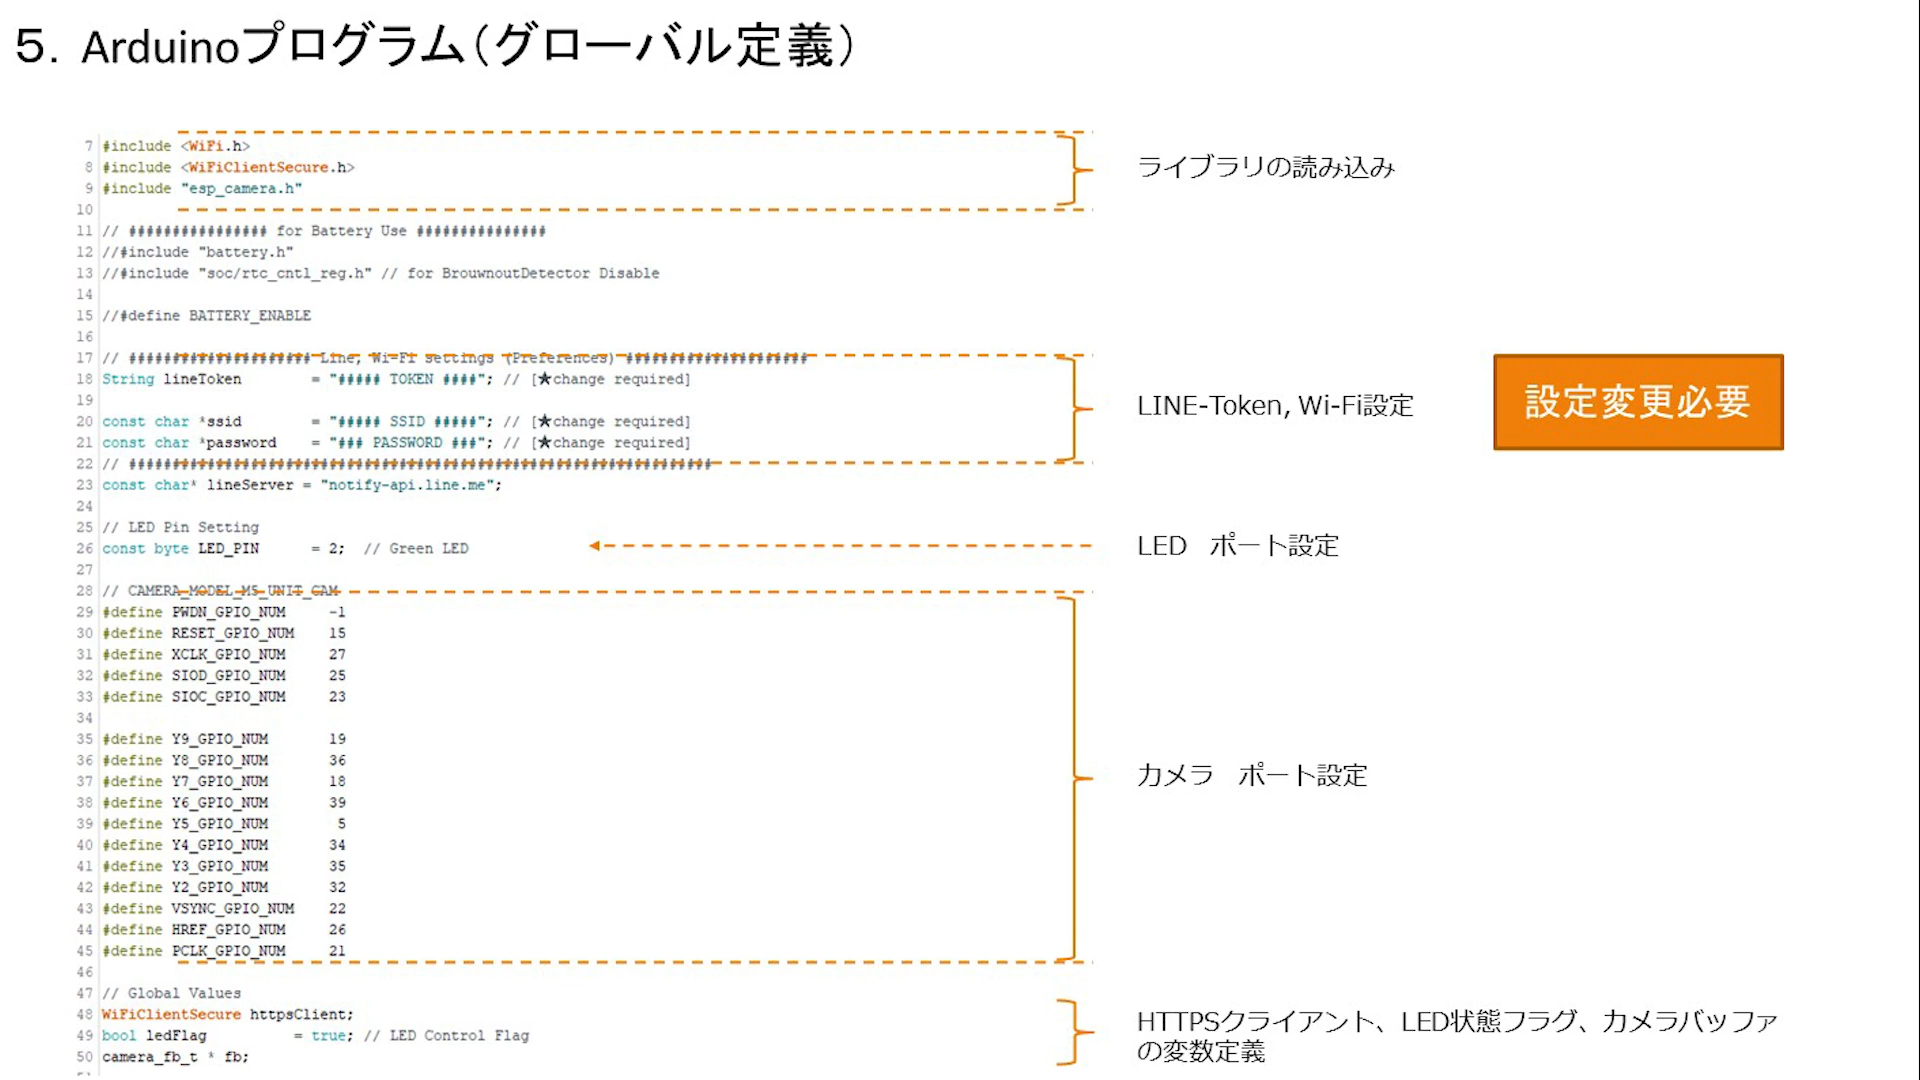 5. Arduinoプログラム(グローバル定義)
7 #include <WiFi.h>
8 #include <WiFiClientSecure.h>
9 #include "esp_camera.h"
10
ライブラリの読み込み
11 // ################ for Battery Use ###############
12 //#include "battery.h"
13 //#include "soc/rtc_cntl_reg.h" // for BrouwnoutDetector Disable
14
15 //#define BATTERY_ENABLE
16
17 // ##################### Line, Wi-Fi settings (Preferences) #####################
18 String lineToken = "##### TOKEN ####"; // [★change required]
19
20 const char *ssid = "##### SSID #####"; // [★change required]
21 const char *password = "### PASSWORD ###"; // [★change required]
22 // ###################################################################
LINE-Token, Wi-Fi設定
設定変更必要
23 const char* lineServer = "notify-api.line.me";
24
25 // LED Pin Setting
26 const byte LED_PIN = 2; // Green LED
LED ポート設定
27
28 // CAMERA_MODEL_M5_UNIT_CAM
29 #define PWDN_GPIO_NUM -1
30 #define RESET_GPIO_NUM 15
31 #define XCLK_GPIO_NUM 27
32 #define SIOD_GPIO_NUM 25
33 #define SIOC_GPIO_NUM 23
34
35 #define Y9_GPIO_NUM 19
36 #define Y8_GPIO_NUM 36
37 #define Y7_GPIO_NUM 18
38 #define Y6_GPIO_NUM 39
39 #define Y5_GPIO_NUM 5
40 #define Y4_GPIO_NUM 34
41 #define Y3_GPIO_NUM 35
42 #define Y2_GPIO_NUM 32
43 #define VSYNC_GPIO_NUM 22
44 #define HREF_GPIO_NUM 26
45 #define PCLK_GPIO_NUM 21
カメラ ポート設定
46
47 // Global Values
48 WiFiClientSecure httpsClient;
49 bool ledFlag = true; // LED Control Flag
50 camera_fb_t * fb;
HTTPSクライアント、LED状態フラグ、カメラバッファ
の変数定義